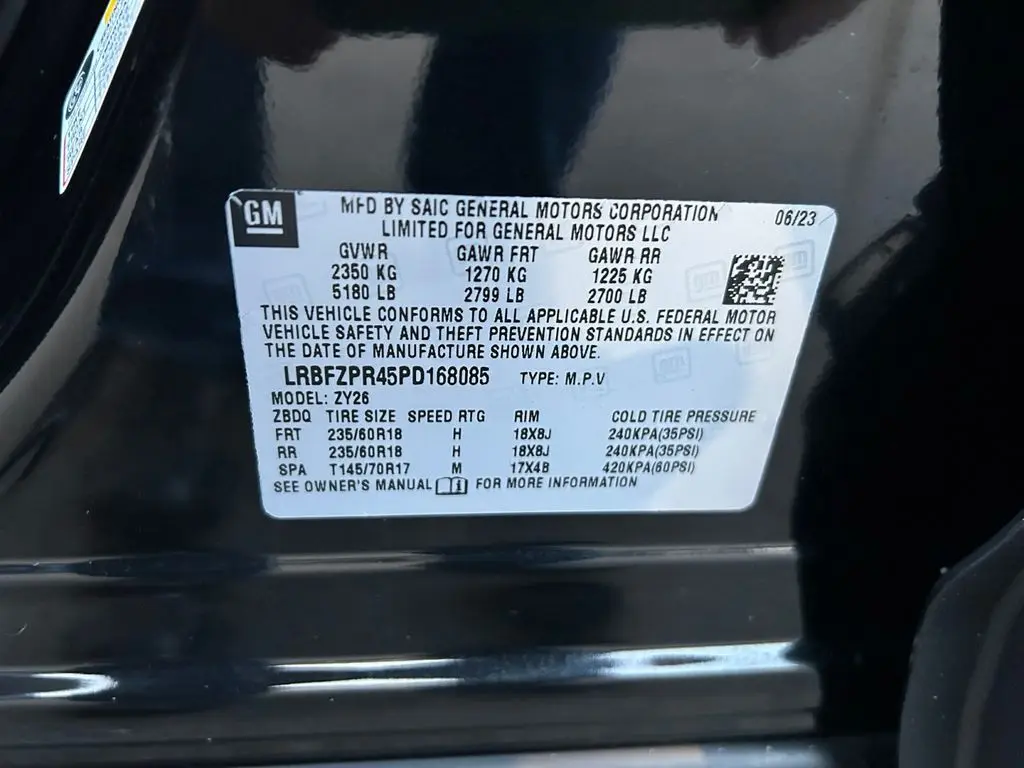 GM
MFD BY SAIC GENERAL MOTORS CORPORATION 06/23
LIMITED FOR GENERAL MOTORS LLC
GVWR GAWR FRT GAWR RR
2350 KG 1270 KG 1225 KG
5180 LB 2799 LB 2700 LB
THIS VEHICLE CONFORMS TO ALL APPLICABLE U.S. FEDERAL MOTOR
VEHICLE SAFETY AND THEFT PREVENTION STANDARDS IN EFFECT ON
THE DATE OF MANUFACTURE SHOWN ABOVE.
LRBFZPR45PD168085 TYPE: M.P.V
MODEL: ZY26
ZBDQ TIRE SIZE SPEED RTG RIM COLD TIRE PRESSURE
FRT 235/60R18 H 18X8J 240KPA(35PSI)
RR 235/60R18 H 18X8J 240KPA(35PSI)
SPA T145/70R17 M 17X4B 420KPA(60PSI)
SEE OWNER'S MANUAL FOR MORE INFORMATION